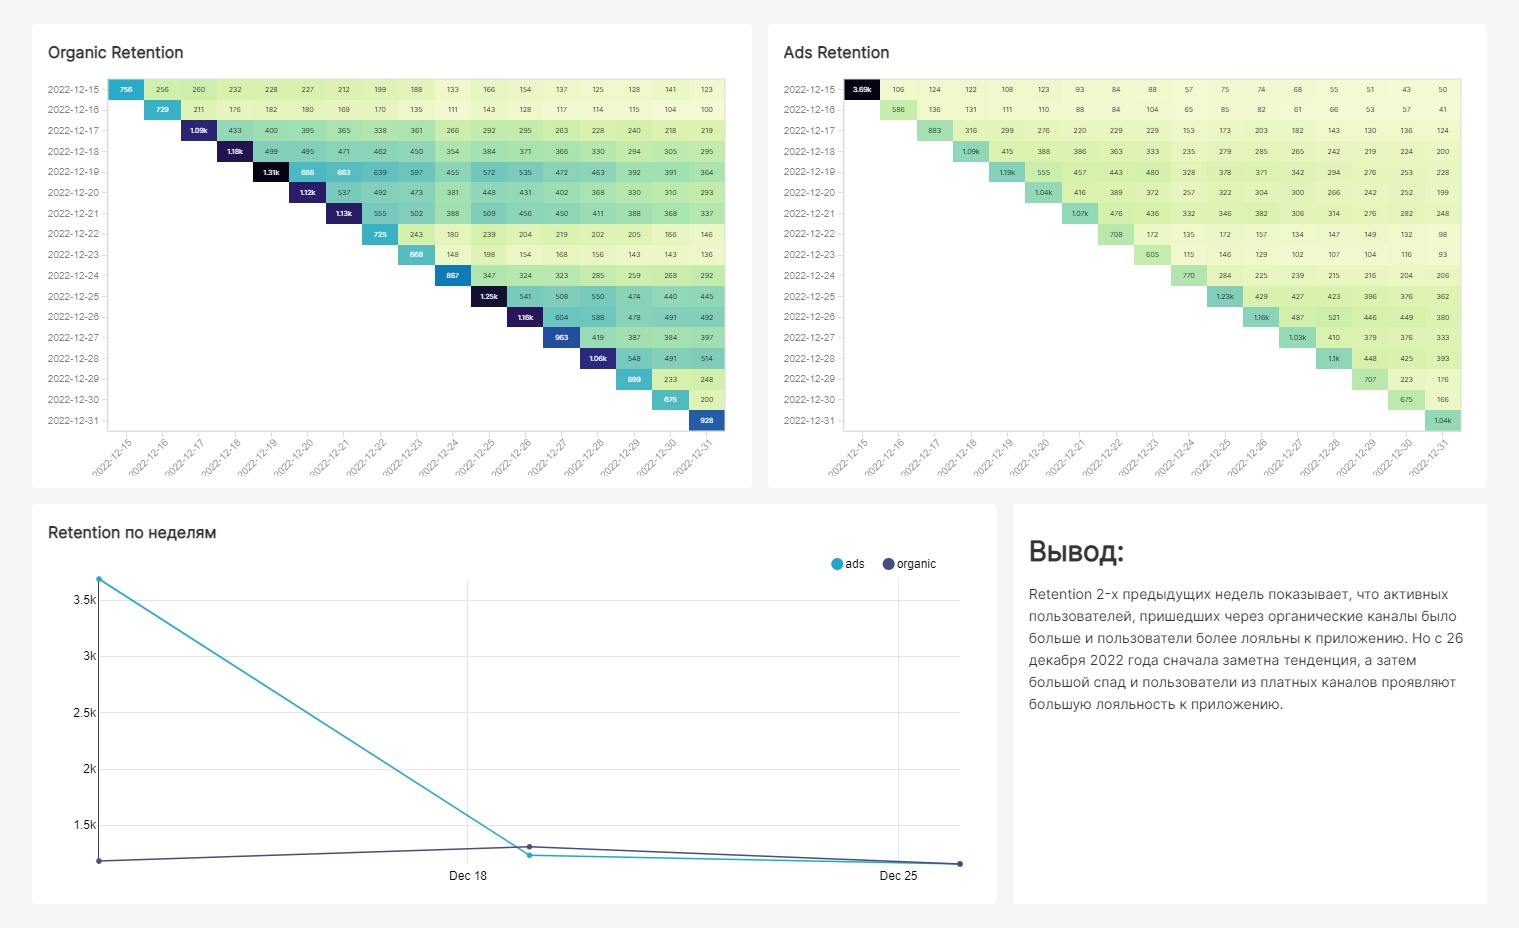 Organic Retention
2022-12-15 756 256 260 232 228 227 212 199 188 133 166 154 137 125 128 141 123
2022-12-16 729 211 176 182 180 169 170 135 111 143 128 117 114 115 104 100
2022-12-17 1.09k 433 400 395 365 338 361 266 292 295 263 228 240 218 219
2022-12-18 1.18k 499 495 471 462 450 354 384 371 366 330 294 305 295
2022-12-19 1.31k 686 663 639 597 455 572 535 472 463 392 391 364
2022-12-20 1.12k 537 492 473 381 448 431 402 368 330 310 293
2022-12-21 1.13k 555 502 388 509 456 450 411 388 368 337
2022-12-22 725 243 180 239 204 219 202 205 166 146
2022-12-23 668 148 198 154 168 156 143 143 136
2022-12-24 867 347 324 323 285 259 268 292
2022-12-25 1.25k 541 508 550 474 440 445
2022-12-26 1.16k 604 588 478 491 492
2022-12-27 963 419 387 384 397
2022-12-28 1.06k 548 491 514
2022-12-29 699 233 248
2022-12-30 675 200
2022-12-31 928
2022-12-15 2022-12-16 2022-12-17 2022-12-18 2022-12-19 2022-12-20 2022-12-21 2022-12-22 2022-12-23 2022-12-24 2022-12-25 2022-12-26 2022-12-27 2022-12-28 2022-12-29 2022-12-30 2022-12-31
Ads Retention
2022-12-15 3.69k 106 124 122 108 123 93 84 88 57 75 74 68 55 51 43 50
2022-12-16 586 136 131 111 110 88 84 104 65 85 82 61 66 53 57 41
2022-12-17 883 316 299 276 220 229 229 153 173 203 182 143 130 136 124
2022-12-18 1.09k 415 388 386 363 333 235 279 285 265 242 219 224 200
2022-12-19 1.19k 555 457 443 480 328 378 371 342 294 276 253 228
2022-12-20 1.04k 416 389 372 257 322 304 300 266 242 252 199
2022-12-21 1.07k 476 436 332 346 382 306 314 276 282 248
2022-12-22 708 172 135 172 157 134 147 149 132 98
2022-12-23 605 115 146 129 102 107 104 116 93
2022-12-24 770 284 225 239 215 216 204 206
2022-12-25 1.23k 429 427 423 396 376 362
2022-12-26 1.16k 487 521 446 449 380
2022-12-27 1.03k 410 379 376 333
2022-12-28 1.1k 448 425 393
2022-12-29 707 223 176
2022-12-30 675 166
2022-12-31 1.04k
2022-12-15 2022-12-16 2022-12-17 2022-12-18 2022-12-19 2022-12-20 2022-12-21 2022-12-22 2022-12-23 2022-12-24 2022-12-25 2022-12-26 2022-12-27 2022-12-28 2022-12-29 2022-12-30 2022-12-31
Retention по неделям
ads organic
3.5k
3k
2.5k
2k
1.5k
Dec 18 Dec 25
Вывод:
Retention 2-х предыдущих недель показывает, что активных
пользователей, пришедших через органические каналы было
больше и пользователи более лояльны к приложению. Но с 26
декабря 2022 года сначала заметна тенденция, а затем
большой спад и пользователи из платных каналов проявляют
большую лояльность к приложению.